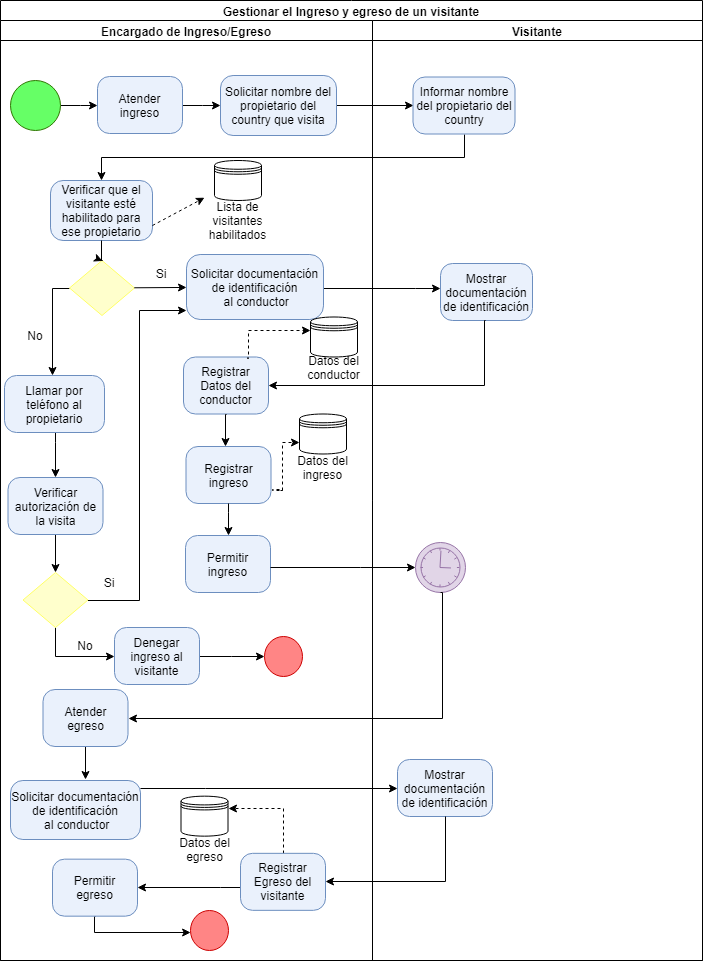 Gestionar el Ingreso y egreso de un visitante
Encargado de Ingreso/Egreso
Visitante
Atender
ingreso
Solicitar nombre del
propietario del
country que visita
Informar nombre
del propietario del
country
Verificar que el
visitante esté
habilitado para
ese propietario
Lista de
visitantes
habilitados
Si
Solicitar documentación
de identificación
al conductor
Mostrar
documentación
de identificación
No
Datos del
conductor
Registrar
Datos del
conductor
Llamar por
teléfono al
propietario
Datos del
ingreso
Registrar
ingreso
Verificar
autorización de
la visita
Permitir
ingreso
Si
No
Denegar
ingreso al
visitante
Atender
egreso
Solicitar documentación
de identificación
al conductor
Mostrar
documentación
de identificación
Datos del
egreso
Registrar
Egreso del
visitante
Permitir
egreso